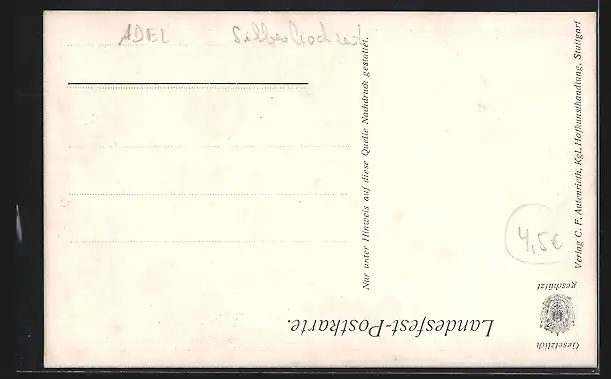 ADEL Silberhochzeit
Landesfest-Postkarte.
Gesetzlich
geschützt
Nur unter Hinweis auf diese Quelle Nachdruck gestattet.
Verlag C. F. Autenrieth, Kgl. Hofkunsthandlung, Stuttgart
4,5€